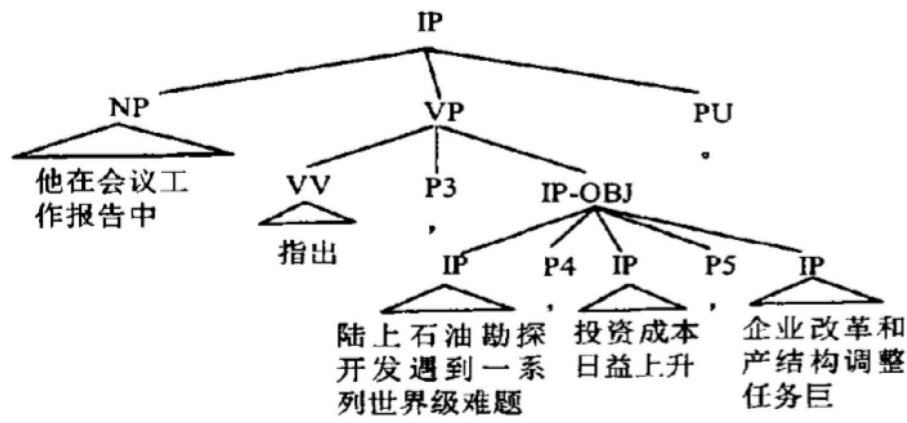 IP
NP VP PU
。
他在会议工
作报告中
VV P3 IP-OBJ
指出 ，
IP P4 IP P5 IP
， ，
陆上石油勘探 投资成本 企业改革和
开发遇到一系 日益上升 产结构调整
列世界级难题 任务巨